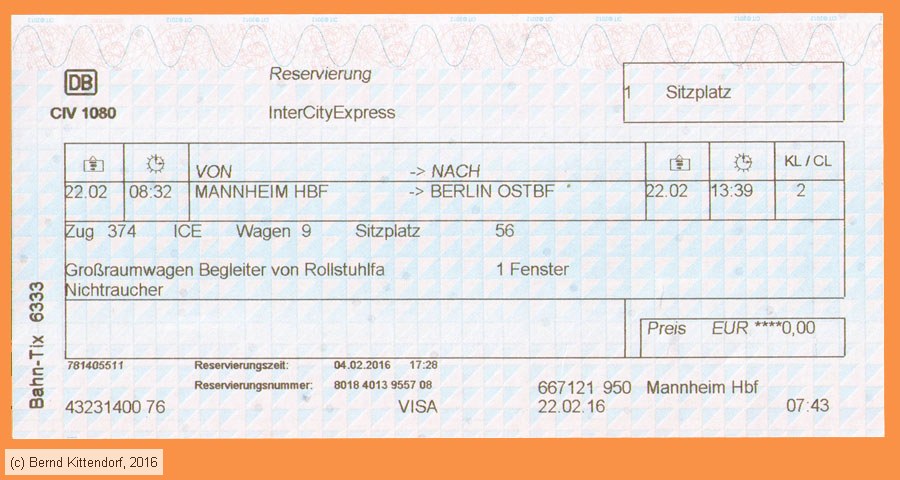 Reservierung
1 Sitzplatz
DB
CIV 1080
InterCityExpress
VON -> NACH KL / CL
22.02 08:32 MANNHEIM HBF -> BERLIN OSTBF 22.02 13:39 2
Zug 374 ICE Wagen 9 Sitzplatz 56
Großraumwagen Begleiter von Rollstuhlfa 1 Fenster
Nichtraucher
Bahn-Tix 6333
Preis EUR ****0,00
781405511 Reservierungszeit: 04.02.2016 17:28
Reservierungsnummer: 8018 4013 9557 08
667121 950 Mannheim Hbf
43231400 76 VISA 22.02.16 07:43
(c) Bernd Kittendorf, 2016